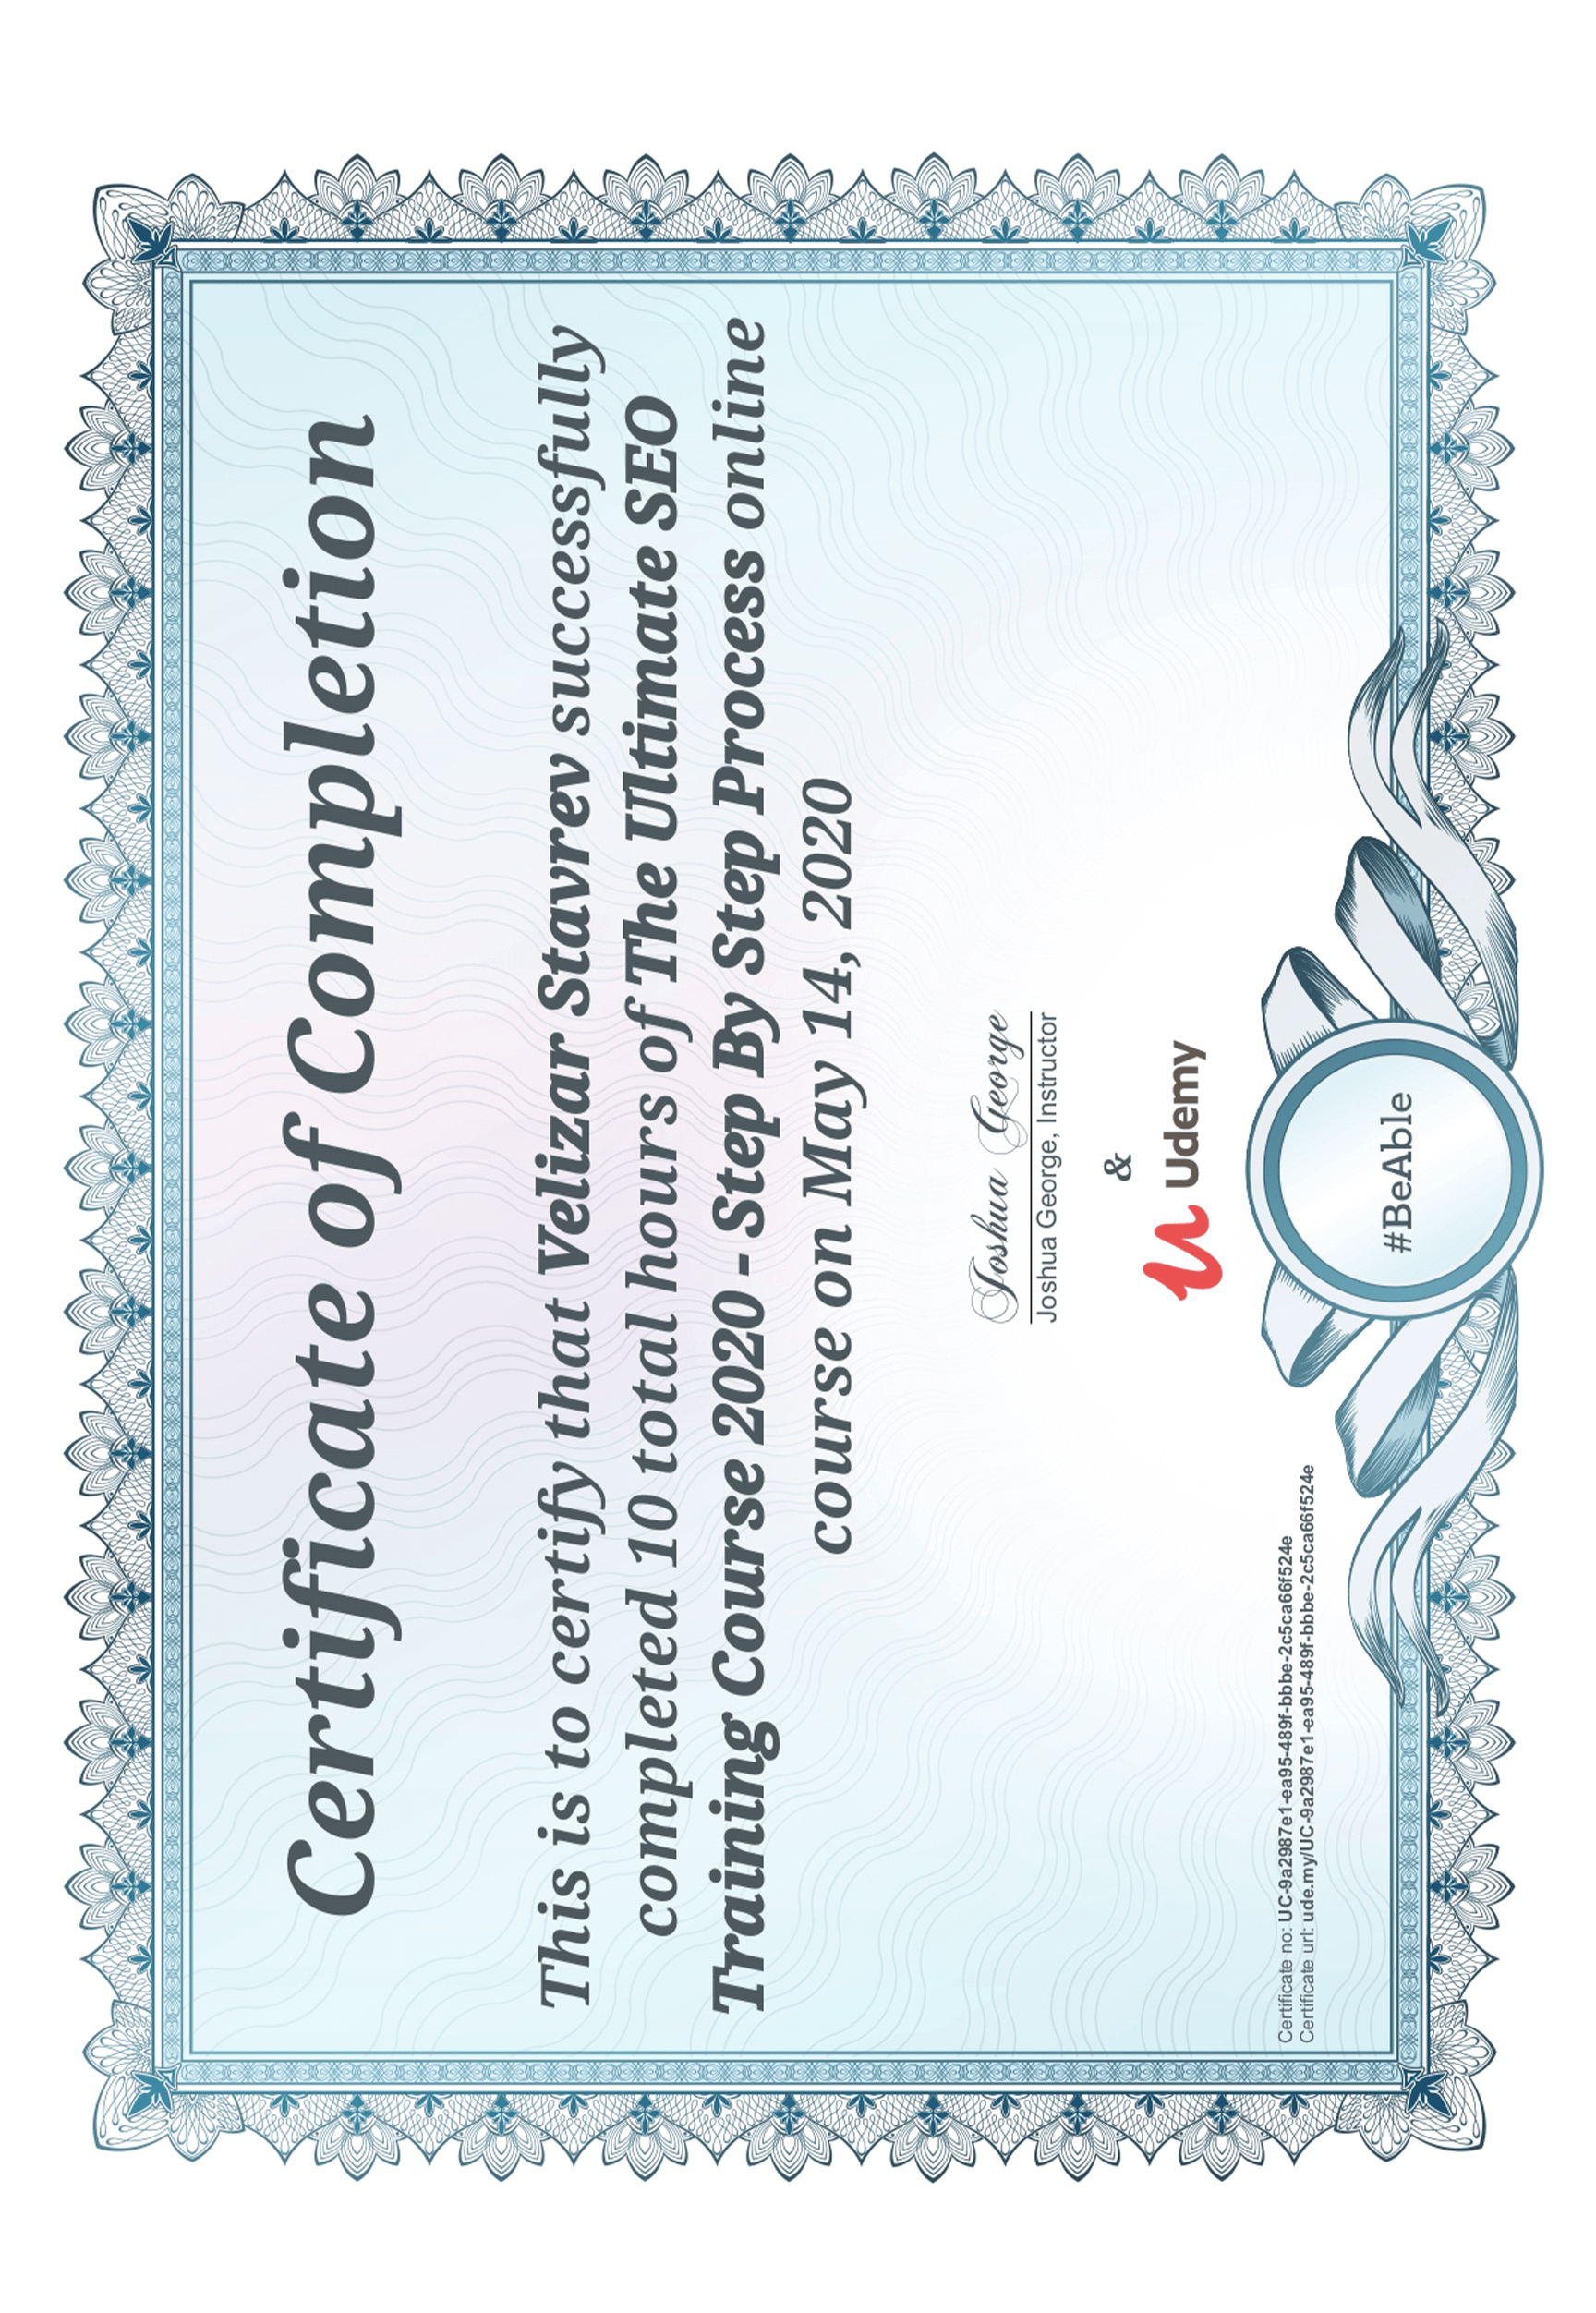 Certificate of Completion
This is to certify that Velizar Stavrev successfully
completed 10 total hours of The Ultimate SEO
Training Course 2020 - Step By Step Process online
course on May 14, 2020
Joshua George
Joshua George, Instructor
&
Udemy
Certificate no: UC-9a2987e1-ea95-489f-bbbe-2c5ca66f524e
Certificate url: ude.my/UC-9a2987e1-ea95-489f-bbbe-2c5ca66f524e
#BeAble